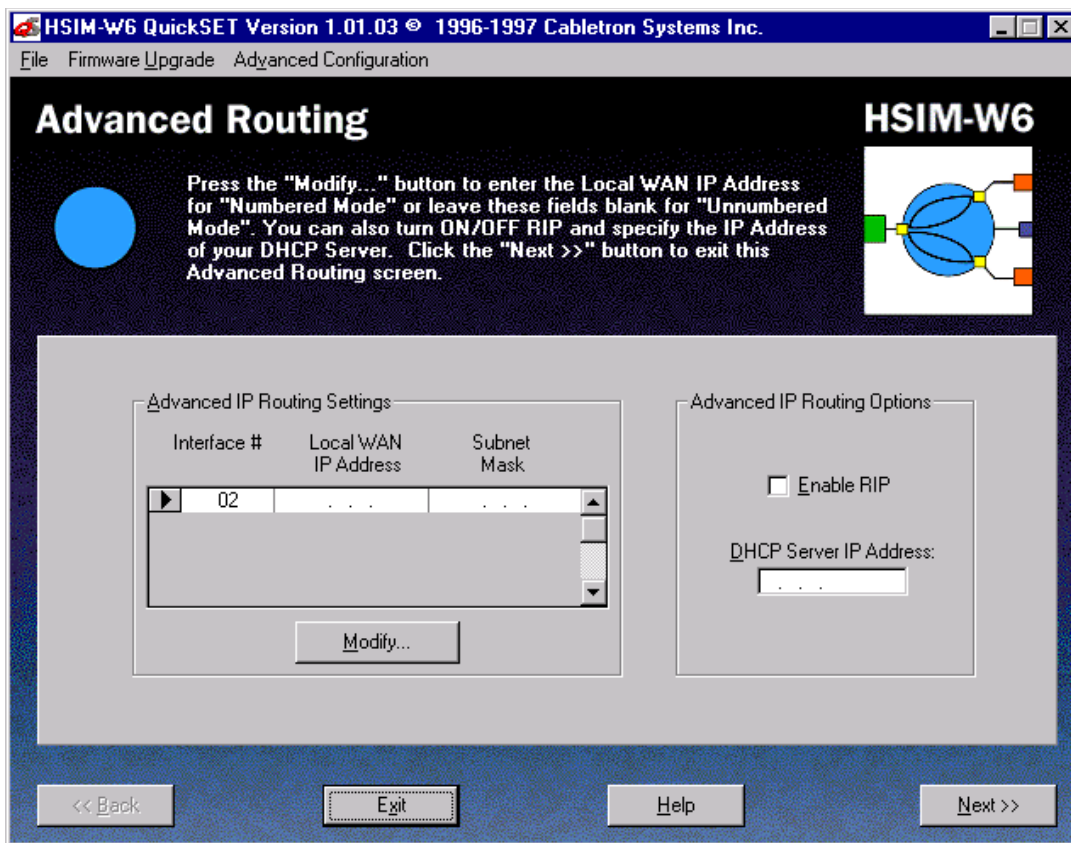 HSIM-W6 QuickSET Version 1.01.03 © 1996-1997 Cabletron Systems Inc.
File Firmware Upgrade Advanced Configuration
Advanced Routing
HSIM-W6
Press the "Modify..." button to enter the Local WAN IP Address
for "Numbered Mode" or leave these fields blank for "Unnumbered
Mode". You can also turn ON/OFF RIP and specify the IP Address
of your DHCP Server. Click the "Next >>" button to exit this
Advanced Routing screen.
Advanced IP Routing Settings
Interface # Local WAN IP Address Subnet Mask
02 . . . . . .
Modify...
Advanced IP Routing Options
Enable RIP
DHCP Server IP Address:
. . .
<< Back Exit Help Next >>